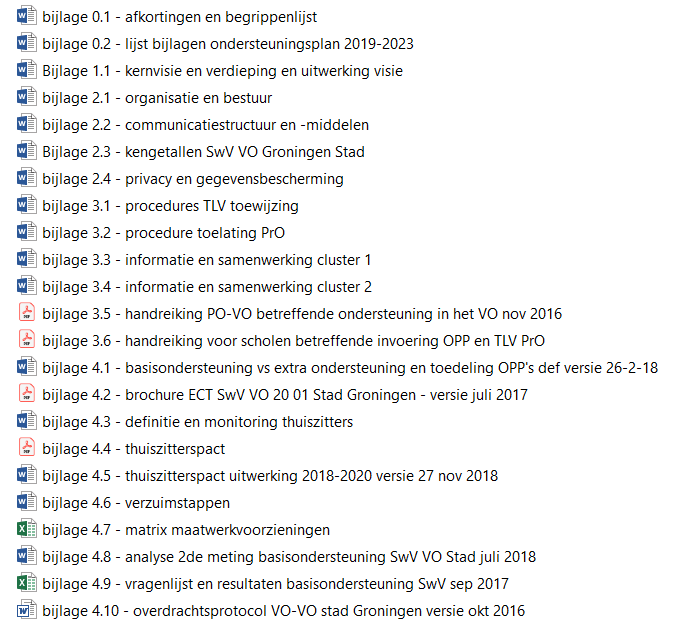 bijlage 0.1 - afkortingen en begrippenlijst
bijlage 0.2 - lijst bijlagen ondersteuningsplan 2019-2023
Bijlage 1.1 - kernvisie en verdieping en uitwerking visie
bijlage 2.1 - organisatie en bestuur
bijlage 2.2 - communicatiestructuur en -middelen
Bijlage 2.3 - kengetallen SwV VO Groningen Stad
bijlage 2.4 - privacy en gegevensbescherming
bijlage 3.1 - procedures TLV toewijzing
bijlage 3.2 - procedure toelating PrO
bijlage 3.3 - informatie en samenwerking cluster 1
bijlage 3.4 - informatie en samenwerking cluster 2
bijlage 3.5 - handreiking PO-VO betreffende ondersteuning in het VO nov 2016
bijlage 3.6 - handreiking voor scholen betreffende invoering OPP en TLV PrO
bijlage 4.1 - basisondersteuning vs extra ondersteuning en toedeling OPP's def versie 26-2-18
bijlage 4.2 - brochure ECT SwV VO 20 01 Stad Groningen - versie juli 2017
bijlage 4.3 - definitie en monitoring thuiszitters
bijlage 4.4 - thuiszitterspact
bijlage 4.5 - thuiszitterspact uitwerking 2018-2020 versie 27 nov 2018
bijlage 4.6 - verzuimstappen
bijlage 4.7 - matrix maatwerkvoorzieningen
bijlage 4.8 - analyse 2de meting basisondersteuning SwV VO Stad juli 2018
bijlage 4.9 - vragenlijst en resultaten basisondersteuning SwV sep 2017
bijlage 4.10 - overdrachtsprotocol VO-VO stad Groningen versie okt 2016